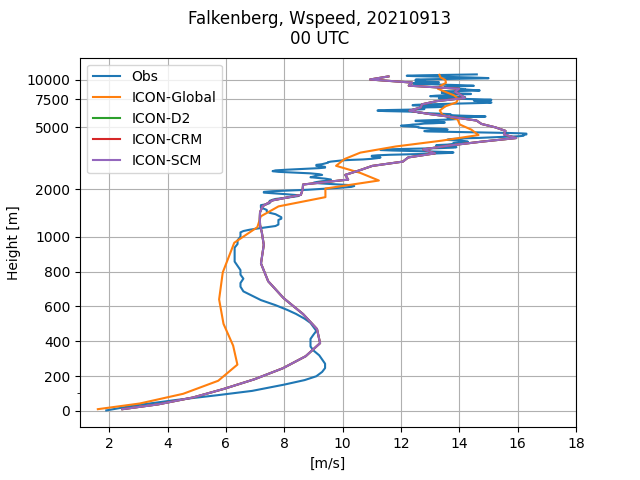 Falkenberg, Wspeed, 20210913
00 UTC
Obs
ICON-Global
ICON-D2
ICON-CRM
ICON-SCM
10000
7500
5000
2000
1000
800
600
400
200
0
Height [m]
2 4 6 8 10 12 14 16 18
[m/s]